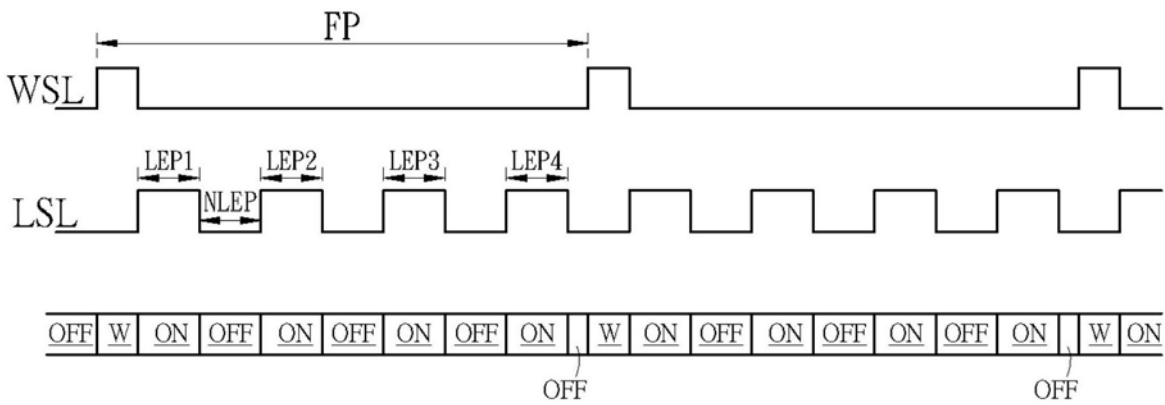 FP
WSL
LEP1 LEP2 LEP3 LEP4
NLEP
LSL
OFF W ON OFF ON OFF ON OFF ON W ON OFF ON OFF ON OFF ON W ON
OFF OFF